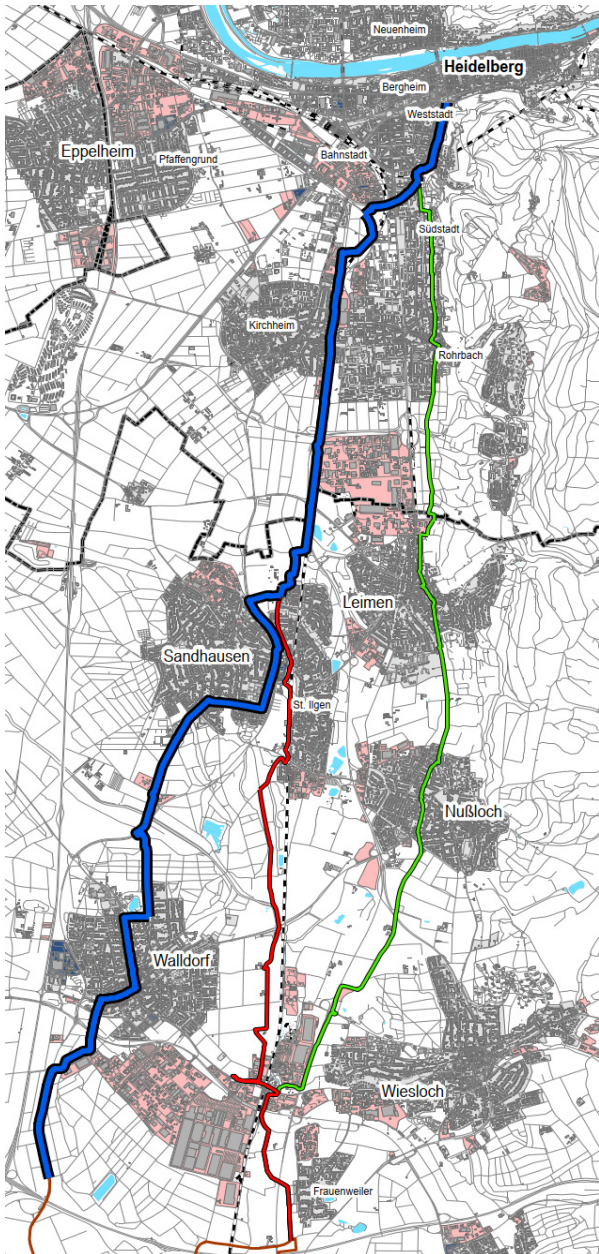 Neuenheim
Heidelberg
Bergheim
Weststadt
Eppelheim
Pfaffengrund
Bahnstadt
Südstadt
Kirchheim
Rohrbach
Leimen
Sandhausen
St. Ilgen
Nußloch
Walldorf
Wiesloch
Frauenweiler